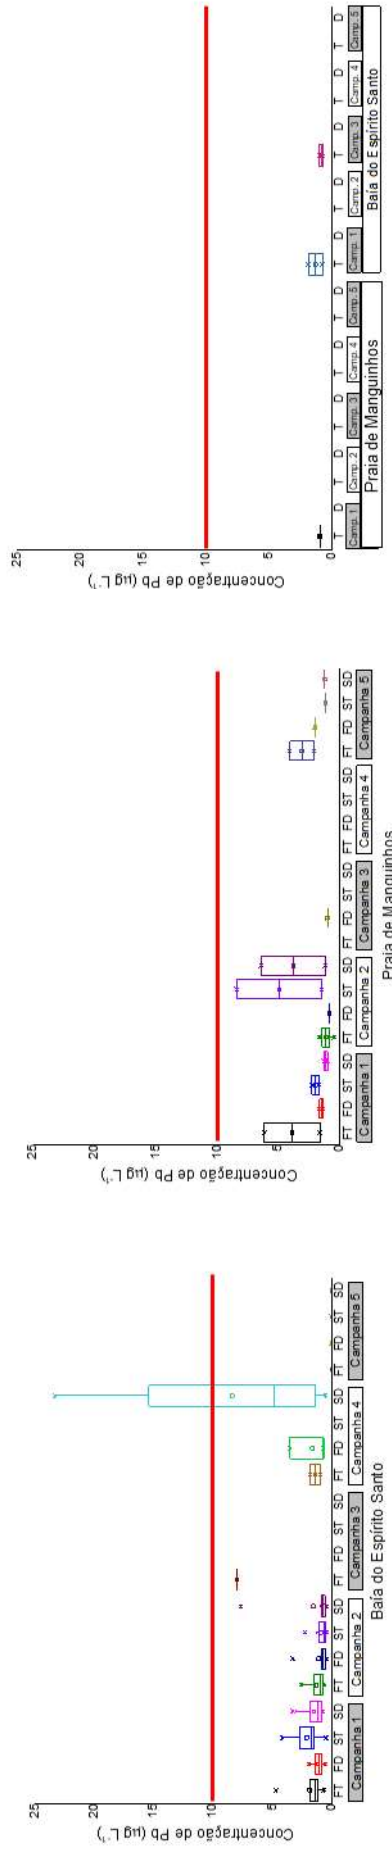 Concentração de Pb (µg L⁻¹)
25
20
15
10
5
0
FT FD ST SD FT FD ST SD FT FD ST SD FT FD ST SD FT FD ST SD
Campanha 1 Campanha 2 Campanha 3 Campanha 4 Campanha 5
Baía do Espírito Santo
Concentração de Pb (µg L⁻¹)
25
20
15
10
5
0
FT FD ST SD FT FD ST SD FT FD ST SD FT FD ST SD FT FD ST SD
Campanha 1 Campanha 2 Campanha 3 Campanha 4 Campanha 5
Praia de Manguinhos
Concentração de Pb (µg L⁻¹)
25
20
15
10
5
0
T D T D T D T D T D T D T D T D T D T D
Camp. 1 Camp. 2 Camp. 3 Camp. 4 Camp. 5 Camp. 1 Camp. 2 Camp. 3 Camp. 4 Camp. 5
Praia de Manguinhos Baía do Espírito Santo